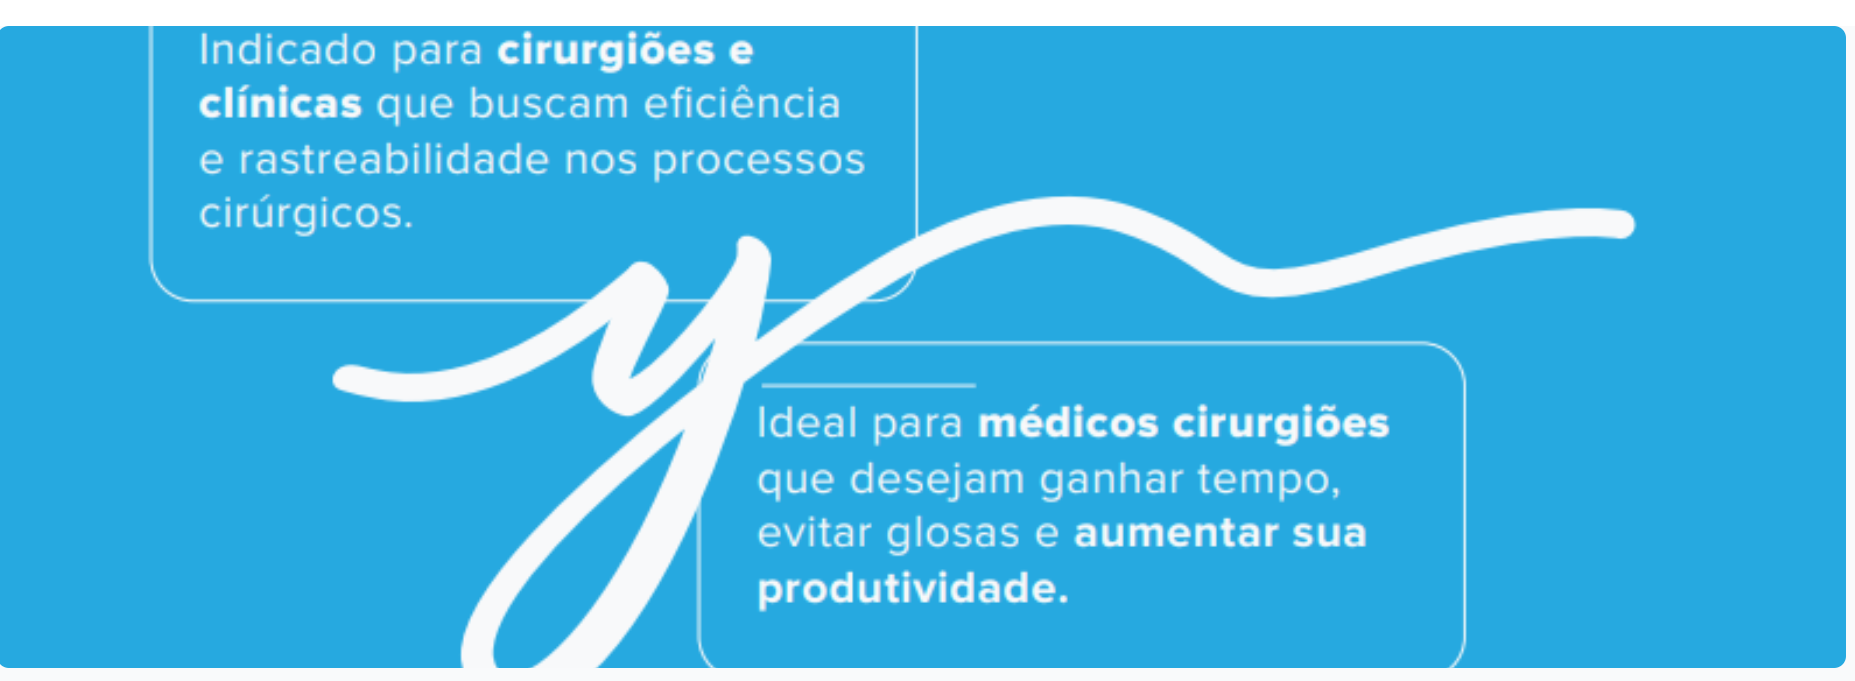 Indicado para cirurgiões e
clínicas que buscam eficiência
e rastreabilidade nos processos
cirúrgicos.
y
Ideal para médicos cirurgiões
que desejam ganhar tempo,
evitar glosas e aumentar sua
produtividade.